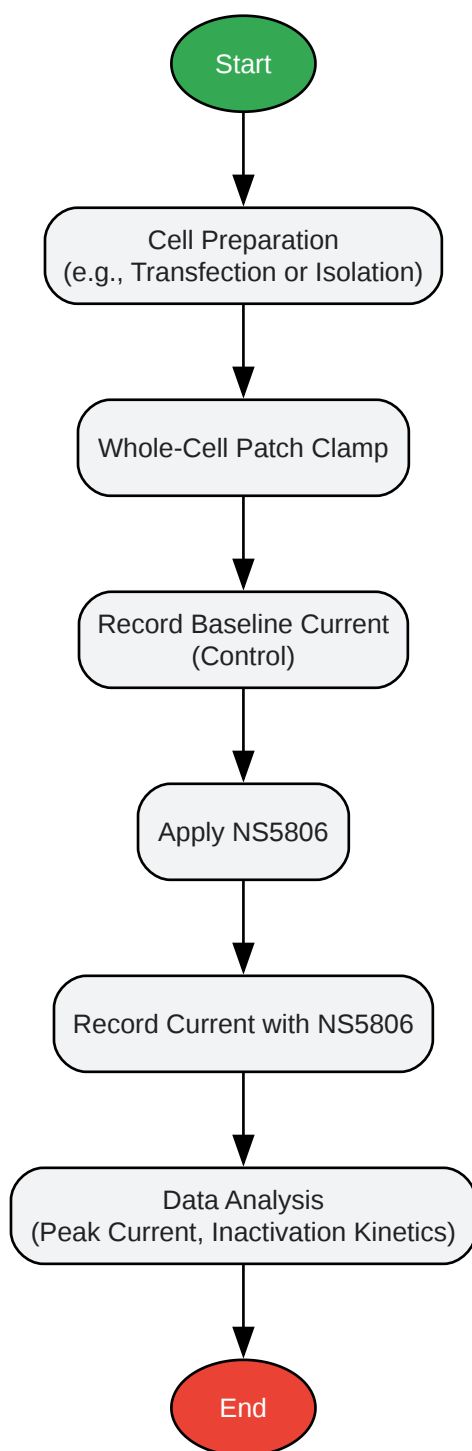 Start
Cell Preparation
(e.g., Transfection or Isolation)
Whole-Cell Patch Clamp
Record Baseline Current
(Control)
Apply NS5806
Record Current with NS5806
Data Analysis
(Peak Current, Inactivation Kinetics)
End